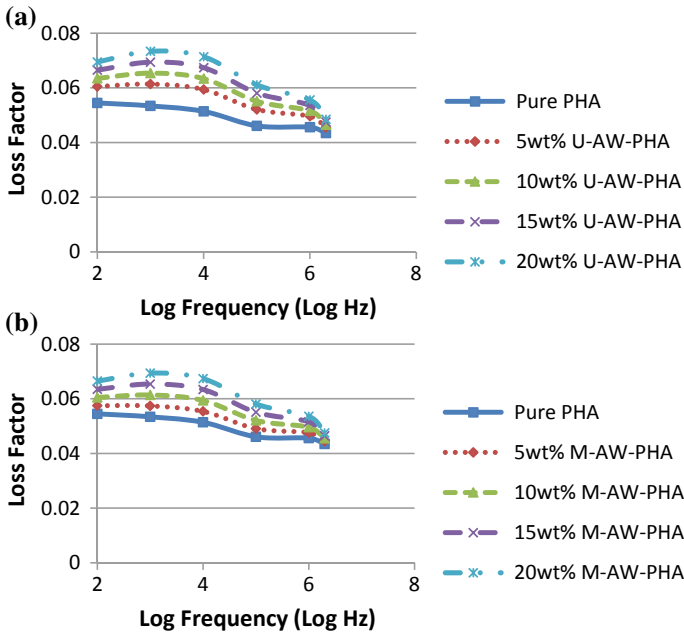 (a)
0.08
0.06
0.04
0.02
0
2
4
6
8
Loss Factor
Log Frequency (Log Hz)
Pure PHA
5wt% U-AW-PHA
10wt% U-AW-PHA
15wt% U-AW-PHA
20wt% U-AW-PHA
(b)
0.08
0.06
0.04
0.02
0
2
4
6
8
Loss Factor
Log Frequency (Log Hz)
Pure PHA
5wt% M-AW-PHA
10wt% M-AW-PHA
15wt% M-AW-PHA
20wt% M-AW-PHA